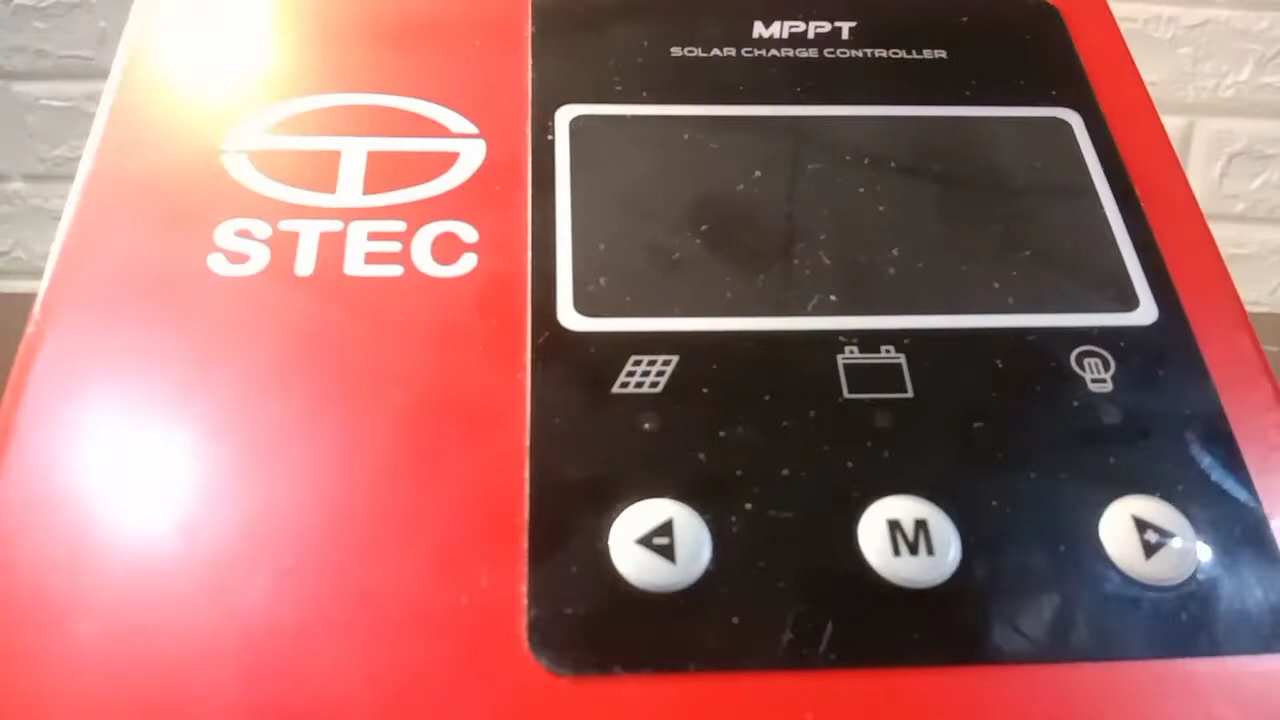 MPPT
SOLAR CHARGE CONTROLLER
STEC
-
M
+